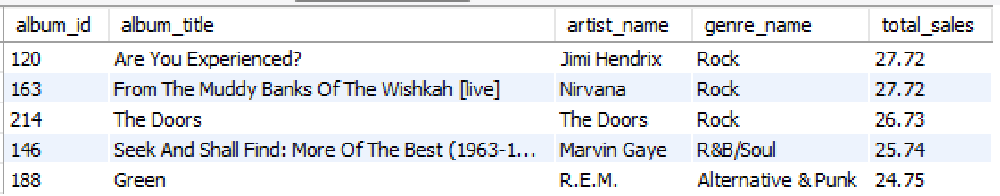 album_id album_title artist_name genre_name total_sales
120 Are You Experienced? Jimi Hendrix Rock 27.72
163 From The Muddy Banks Of The Wishkah [live] Nirvana Rock 27.72
214 The Doors The Doors Rock 26.73
146 Seek And Shall Find: More Of The Best (1963-1... Marvin Gaye R&B/Soul 25.74
188 Green R.E.M. Alternative & Punk 24.75